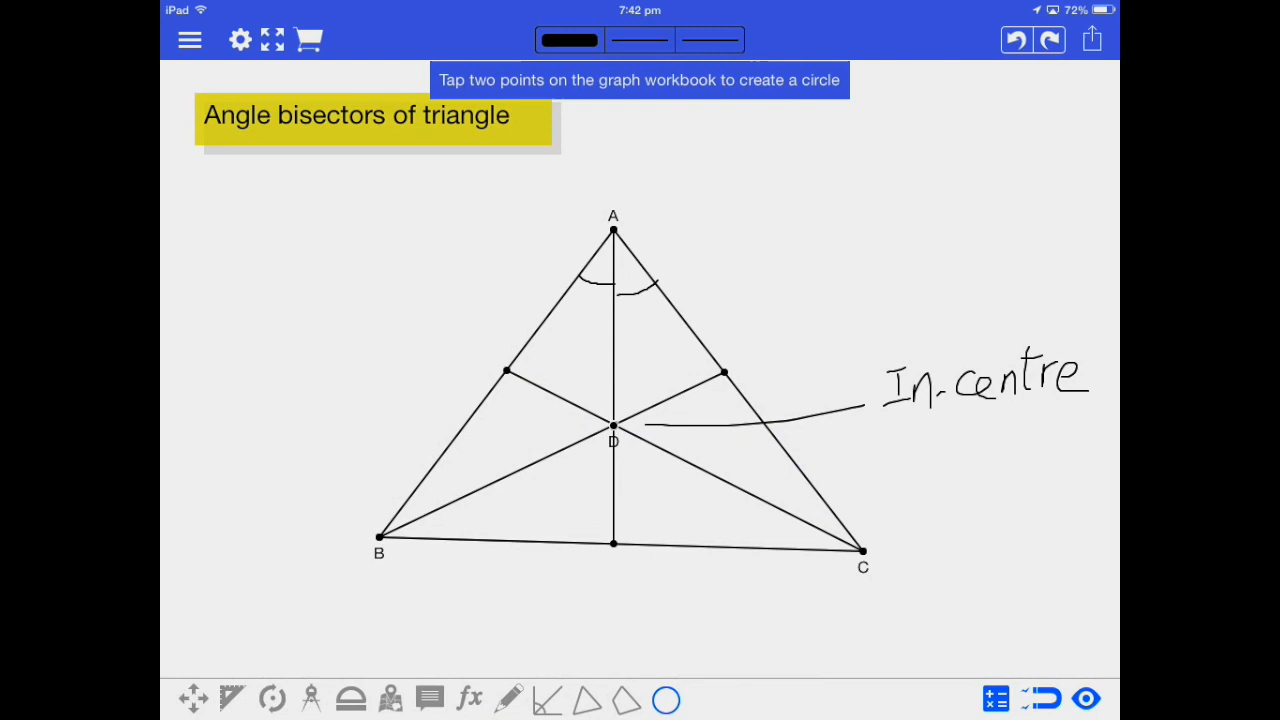 iPad 7:42 pm 72%
Tap two points on the graph workbook to create a circle
Angle bisectors of triangle
A
In-centre
D
B
C
fx